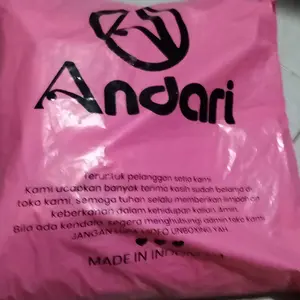 Andari
Teruntuk pelanggan setia kami
Kami ucapkan banyak terima kasih sudah belanja di
toko kami, semoga tuhan selalu memberikan limpahan
keberkahan dalam kehidupan kalian. Amin
Bila ada kendala, segera menghubungi admin toko kami
JANGAN LUPA VIDEO UNBOXING YAH
MADE IN